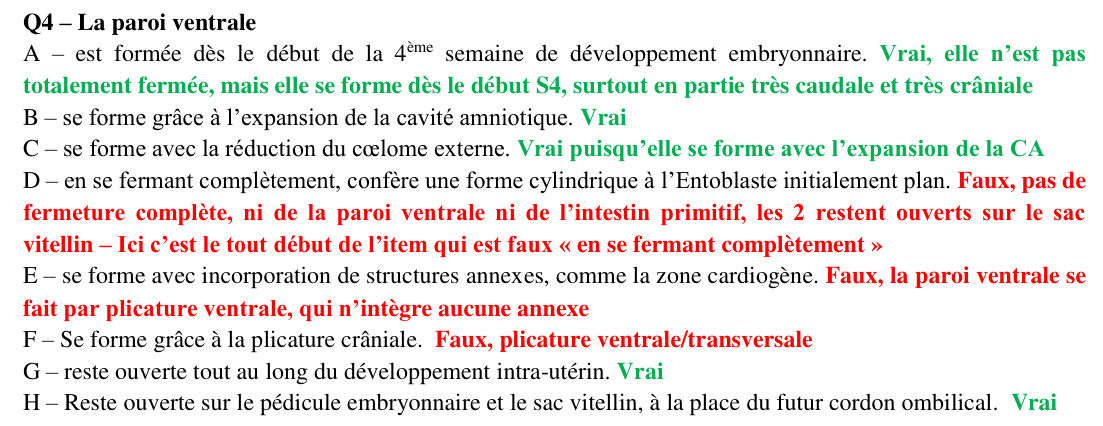 Q4 – La paroi ventrale
A – est formée dès le début de la 4ème semaine de développement embryonnaire. Vrai, elle n’est pas
totalement fermée, mais elle se forme dès le début S4, surtout en partie très caudale et très crâniale
B – se forme grâce à l’expansion de la cavité amniotique. Vrai
C – se forme avec la réduction du cœlome externe. Vrai puisqu’elle se forme avec l’expansion de la CA
D – en se fermant complètement, confère une forme cylindrique à l’Entoblaste initialement plan. Faux, pas de
fermeture complète, ni de la paroi ventrale ni de l’intestin primitif, les 2 restent ouverts sur le sac
vitellin – Ici c’est le tout début de l’item qui est faux « en se fermant complètement »
E – se forme avec incorporation de structures annexes, comme la zone cardiogène. Faux, la paroi ventrale se
fait par plicature ventrale, qui n’intègre aucune annexe
F – Se forme grâce à la plicature crâniale. Faux, plicature ventrale/transversale
G – reste ouverte tout au long du développement intra-utérin. Vrai
H – Reste ouverte sur le pédicule embryonnaire et le sac vitellin, à la place du futur cordon ombilical. Vrai